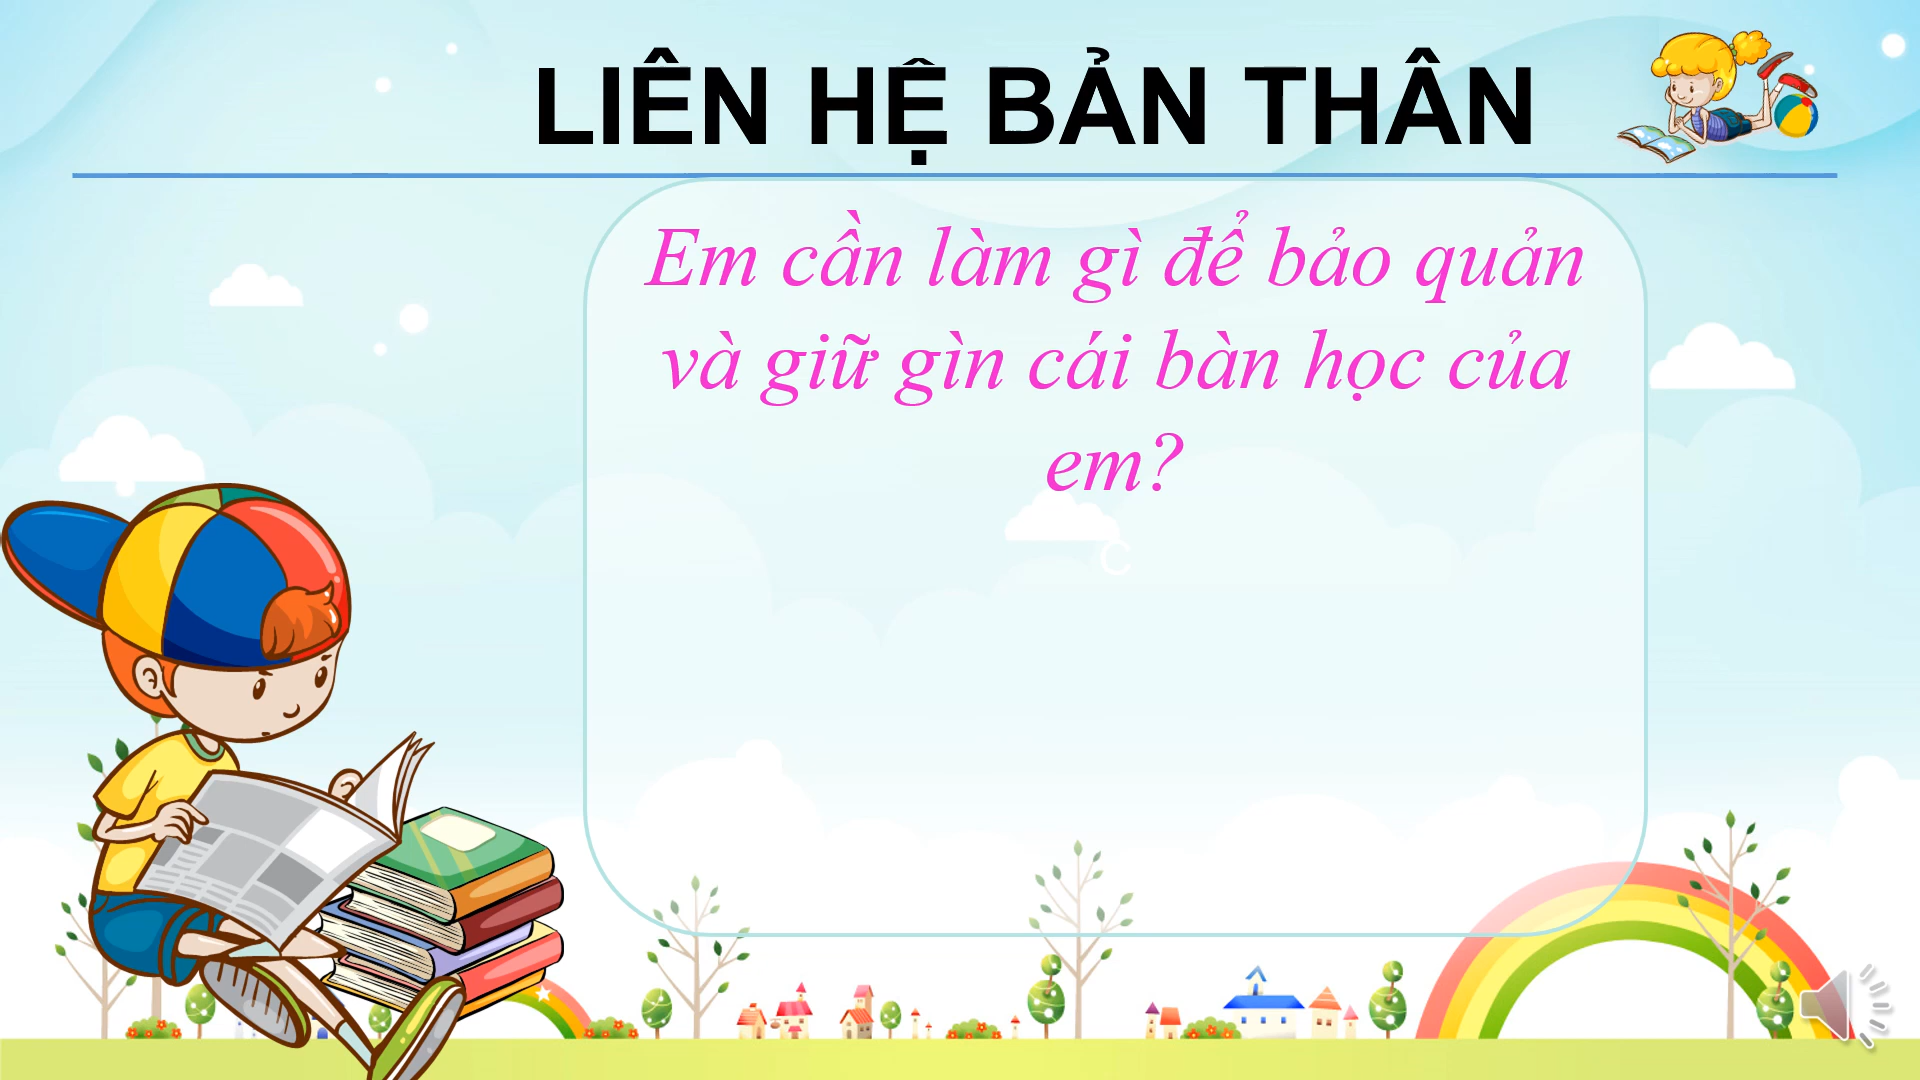 LIÊN HỆ BẢN THÂN
Em cần làm gì để bảo quản
và giữ gìn cái bàn học của
em?
C